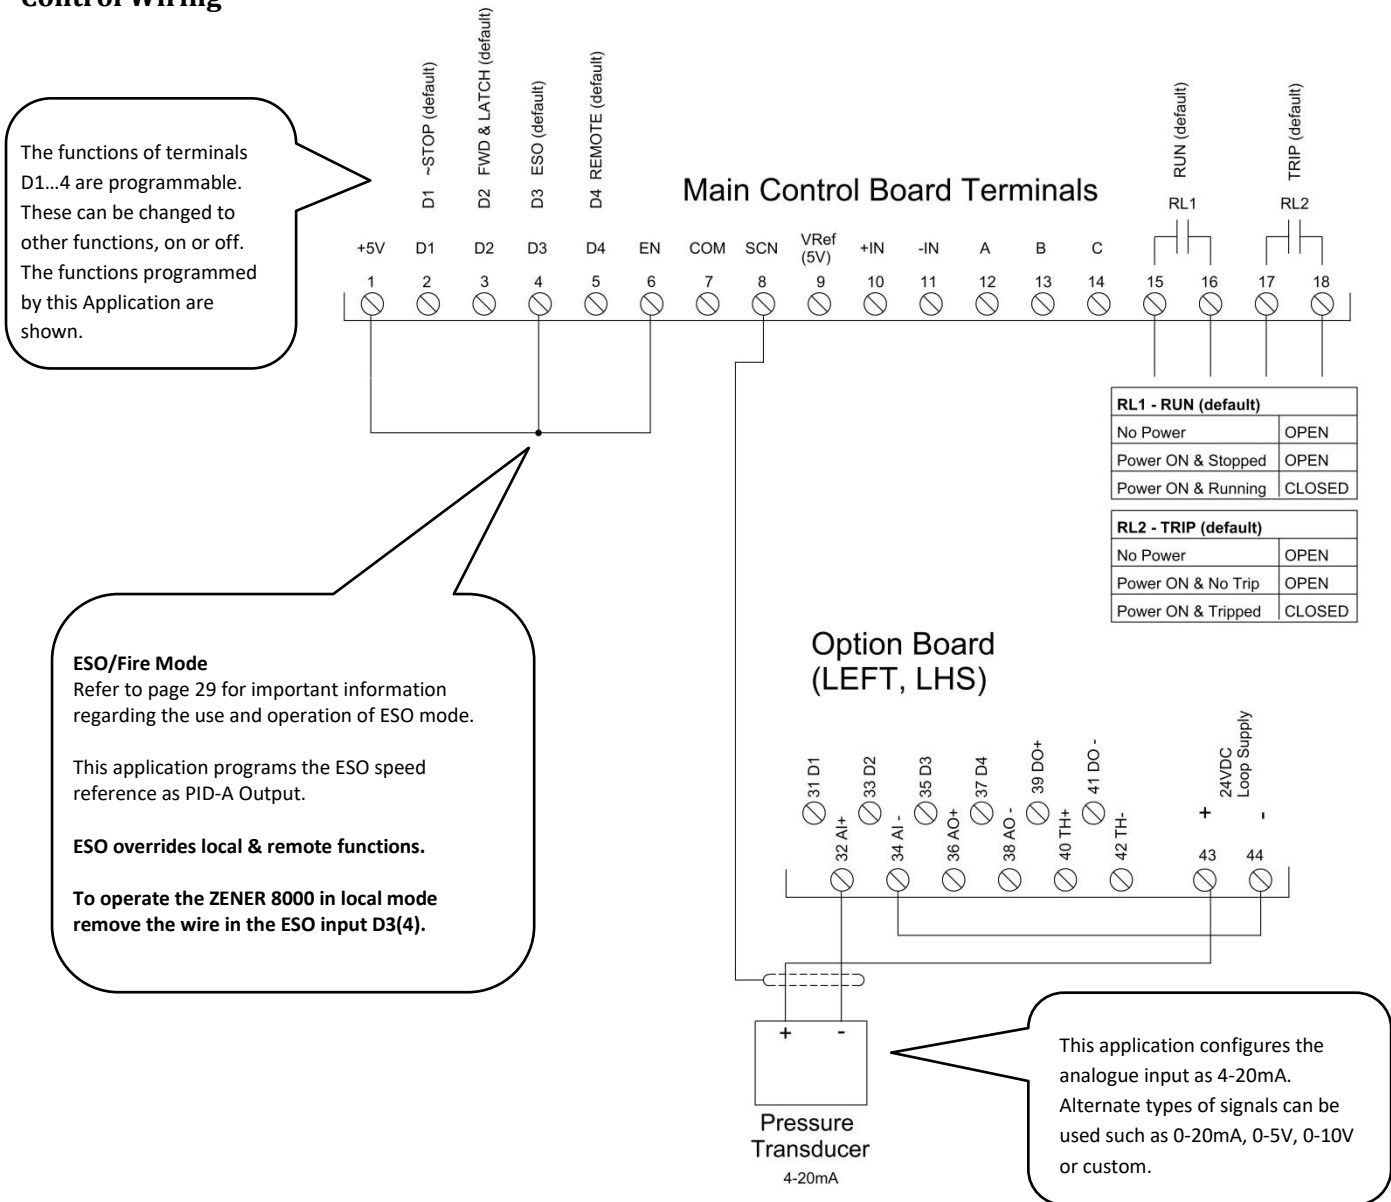 Control Wiring
The functions of terminals
D1...4 are programmable.
These can be changed to
other functions, on or off.
The functions programmed
by this Application are
shown.
D1 ~STOP (default)
D2 FWD & LATCH (default)
D3 ESO (default)
D4 REMOTE (default)
Main Control Board Terminals
RUN (default)
TRIP (default)
RL1
RL2
+5V D1 D2 D3 D4 EN COM SCN VRef (5V) +IN -IN A B C
1 2 3 4 5 6 7 8 9 10 11 12 13 14 15 16 17 18
RL1 - RUN (default)
No Power OPEN
Power ON & Stopped OPEN
Power ON & Running CLOSED
RL2 - TRIP (default)
No Power OPEN
Power ON & No Trip OPEN
Power ON & Tripped CLOSED
ESO/Fire Mode
Refer to page 29 for important information
regarding the use and operation of ESO mode.
This application programs the ESO speed
reference as PID-A Output.
ESO overrides local & remote functions.
To operate the ZENER 8000 in local mode
remove the wire in the ESO input D3(4).
Option Board
(LEFT, LHS)
31 D1
33 D2
35 D3
37 D4
39 DO+
41 DO -
24VDC
Loop Supply
+ -
32 AI+
34 AI -
36 AO+
38 AO -
40 TH+
42 TH-
43 44
+ -
Pressure
Transducer
4-20mA
This application configures the
analogue input as 4-20mA.
Alternate types of signals can be
used such as 0-20mA, 0-5V, 0-10V
or custom.